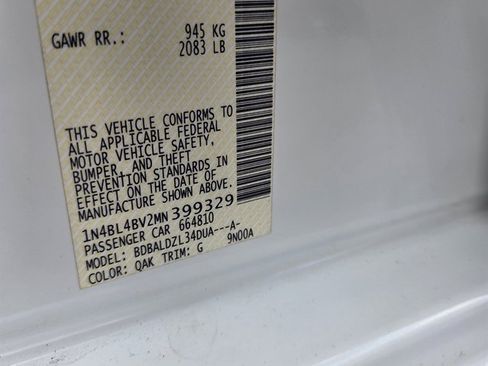 GAWR RR.: 945 KG
2083 LB
THIS VEHICLE CONFORMS TO
ALL APPLICABLE FEDERAL
MOTOR VEHICLE SAFETY,
BUMPER, AND THEFT
PREVENTION STANDARDS IN
EFFECT ON THE DATE OF
MANUFACTURE SHOWN ABOVE.
1N4BL4BV2MN399329
PASSENGER CAR 664810
MODEL: BDBALDZL34DUA---A-
COLOR: QAK TRIM: G 9N00A